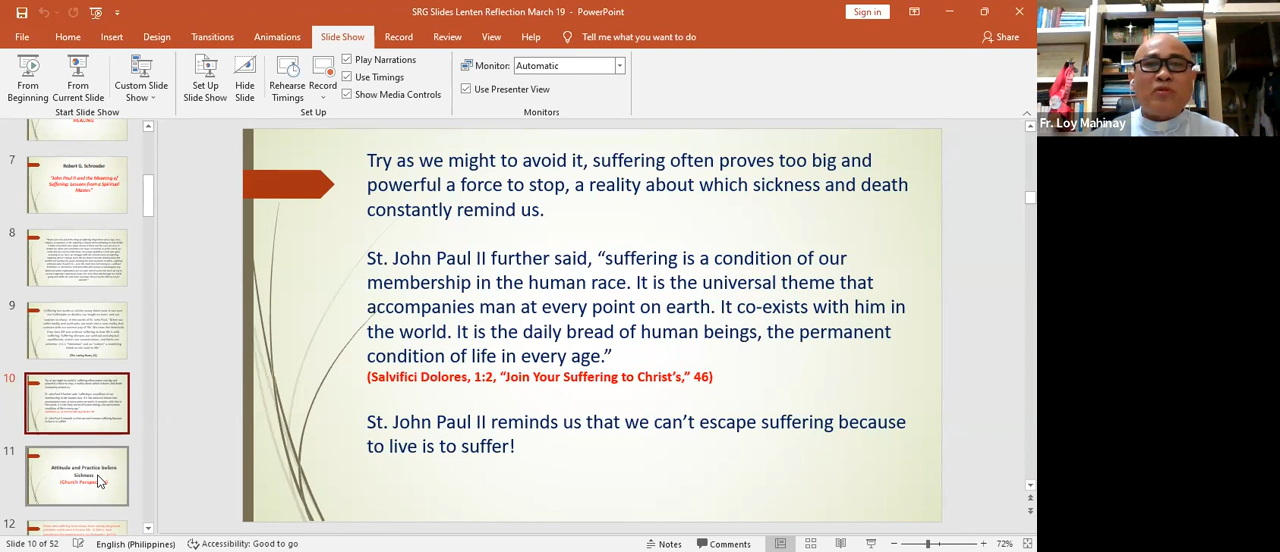 SRG Slides Lenten Reflection March 19 - PowerPoint
Sign in
File Home Insert Design Transitions Animations Slide Show Record Review View Help Tell me what you want to do Share
From Beginning
From Current Slide
Custom Slide Show
Start Slide Show
Set Up Slide Show
Hide Slide
Rehearse Timings
Record
Play Narrations
Use Timings
Show Media Controls
Set Up
Monitor: Automatic
Use Presenter View
Monitors
HEALING
7
Robert G. Schroeder
"John Paul II and the Meaning of
Suffering: Lessons from a Spiritual
Master"
8
9
10
11
Attitude and Practice before
Sickness
(Church Perspective)
12
Try as we might to avoid it, suffering often proves too big and
powerful a force to stop, a reality about which sickness and death
constantly remind us.
St. John Paul II further said, “suffering is a condition of our
membership in the human race. It is the universal theme that
accompanies man at every point on earth. It co-exists with him in
the world. It is the daily bread of human beings, the permanent
condition of life in every age.”
(Salvifici Dolores, 1:2, “Join Your Suffering to Christ’s,” 46)
St. John Paul II reminds us that we can’t escape suffering because
to live is to suffer!
Fr. Loy Mahinay
Slide 10 of 52 English (Philippines) Accessibility: Good to go Notes Comments 72%